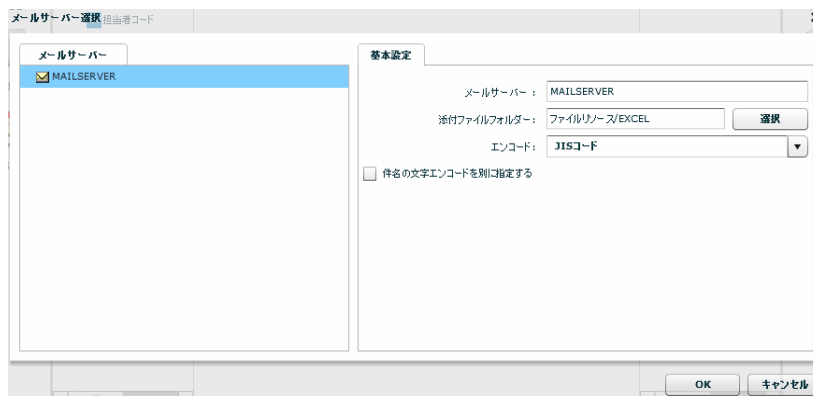 メールサーバー選択 担当者コード
メールサーバー
MAILSERVER
基本設定
メールサーバー： MAILSERVER
添付ファイルフォルダー： ファイルリソース/EXCEL 選択
エンコード： JISコード
件名の文字エンコードを別に指定する
OK キャンセル